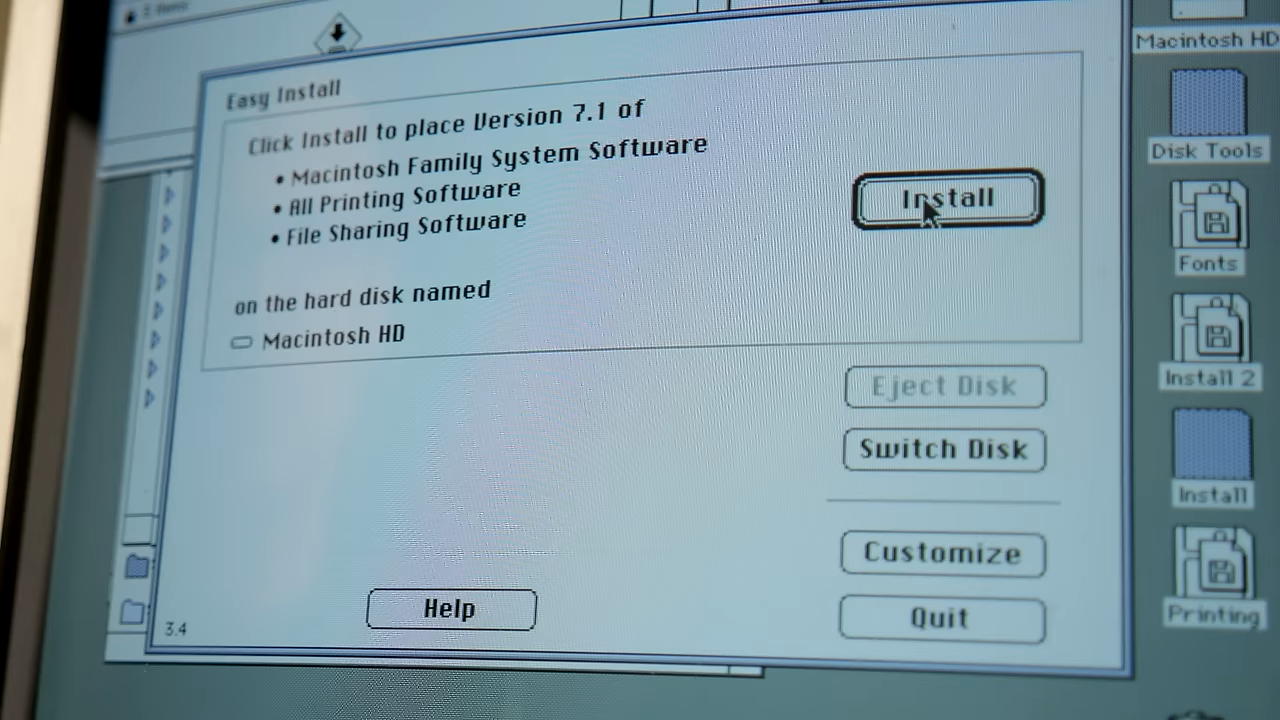 5 items
Macintosh HD
Easy Install
Click Install to place Version 7.1 of
• Macintosh Family System Software
• All Printing Software
• File Sharing Software
Install
on the hard disk named
Macintosh HD
Eject Disk
Switch Disk
Customize
Help
Quit
3.4
Disk Tools
Fonts
Install 2
Install
Printing